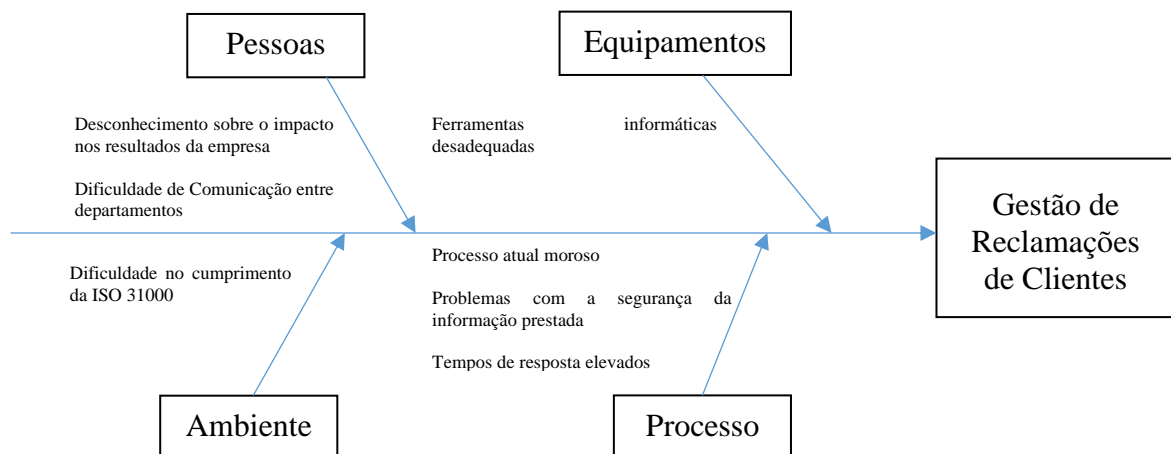 Pessoas
Equipamentos
Desconhecimento sobre o impacto
nos resultados da empresa
Dificuldade de Comunicação entre
departamentos
Ferramentas informáticas
desadequadas
Gestão de
Reclamações
de Clientes
Dificuldade no cumprimento
da ISO 31000
Processo atual moroso
Problemas com a segurança da
informação prestada
Tempos de resposta elevados
Ambiente
Processo